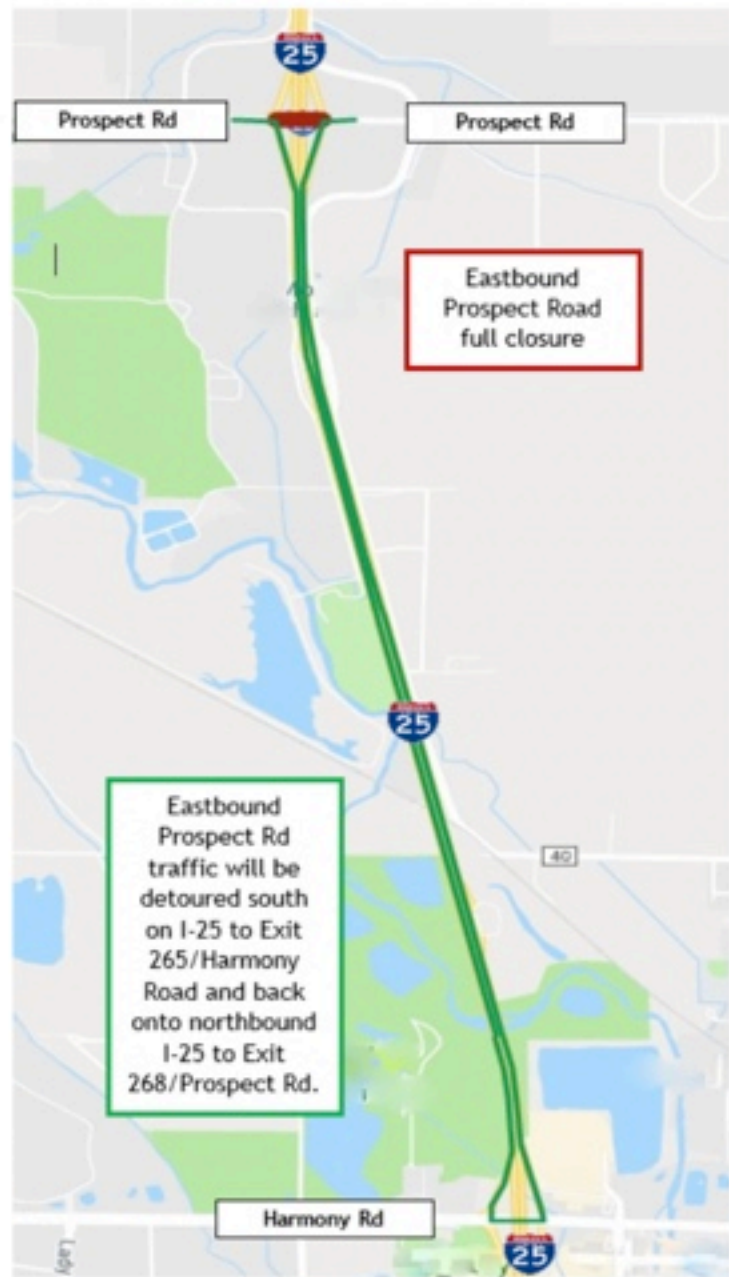 25
Prospect Rd
Prospect Rd
Eastbound
Prospect Road
full closure
25
Eastbound
Prospect Rd
traffic will be
detoured south
on I-25 to Exit
265/Harmony
Road and back
onto northbound
I-25 to Exit
268/Prospect Rd.
40
Harmony Rd
Lady
25